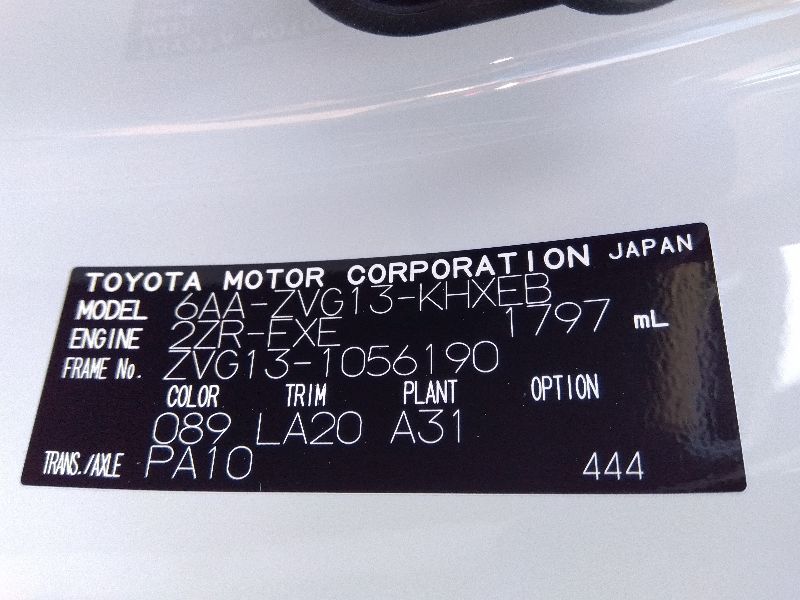 TOYOTA MOTOR CORPORATION JAPAN
MODEL 6AA-ZVG13-KHXEB
ENGINE 2ZR-FXE 1797 mL
FRAME No. ZVG13-1056190
COLOR TRIM PLANT OPTION
089 LA20 A31
TRANS./AXLE PA10 444